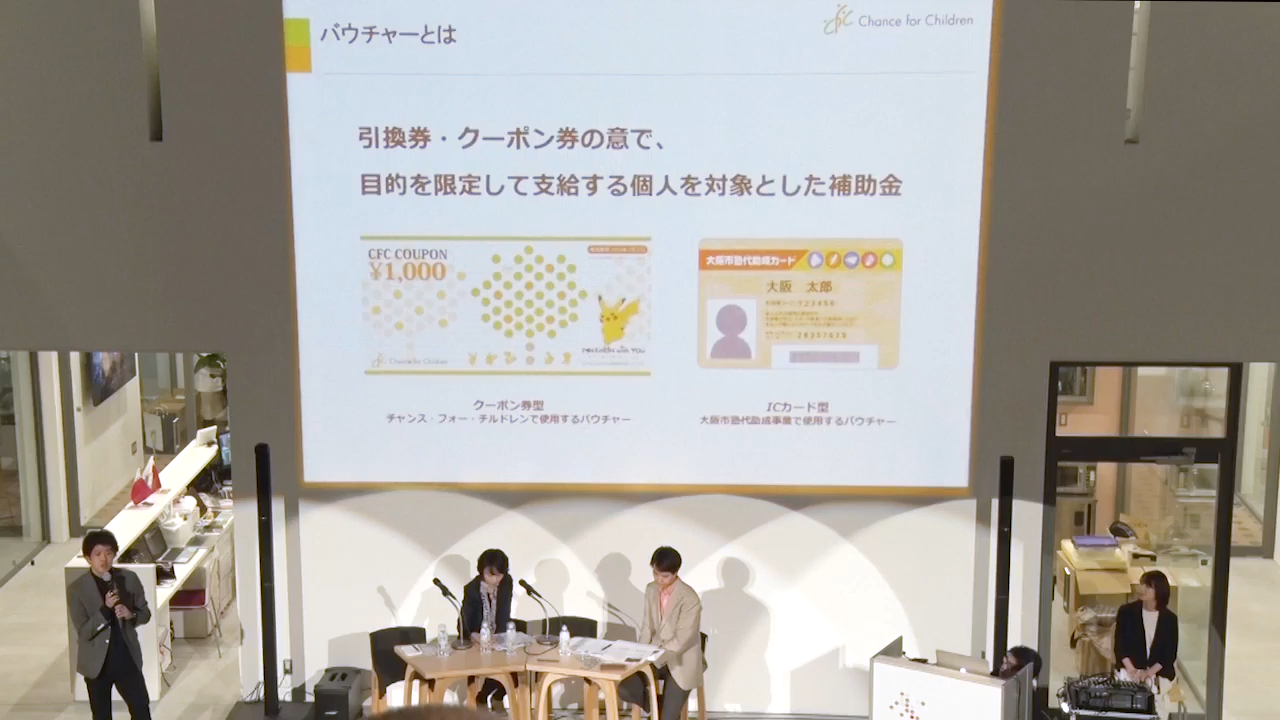 バウチャーとは
Chance for Children
引換券・クーポン券の意で、
目的を限定して支給する個人を対象とした補助金
CFC COUPON
¥1,000
Chance for Children
大阪市塾代助成カード
大阪 太郎
クーポン券型
チャンス・フォー・チルドレンで使用するバウチャー
ICカード型
大阪市塾代助成事業で使用するバウチャー